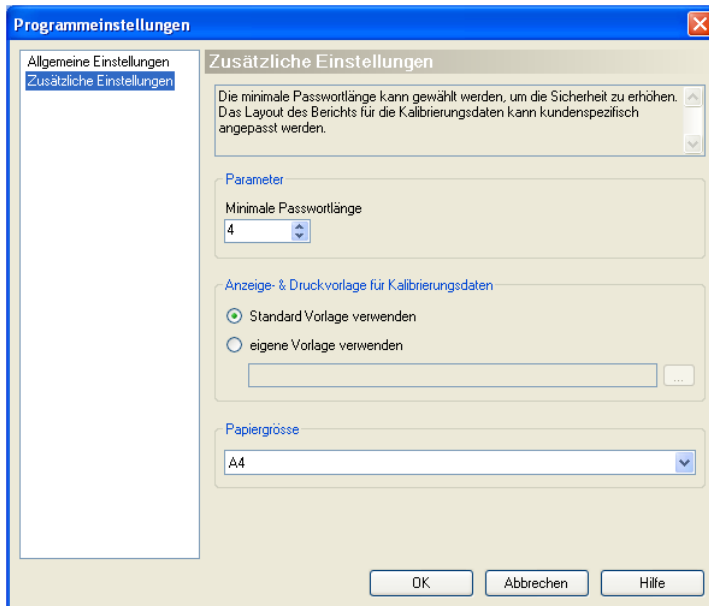 Programmeinstellungen
Allgemeine Einstellungen
Zusätzliche Einstellungen
Zusätzliche Einstellungen
Die minimale Passwortlänge kann gewählt werden, um die Sicherheit zu erhöhen.
Das Layout des Berichts für die Kalibrierungsdaten kann kundenspezifisch
angepasst werden.
Parameter
Minimale Passwortlänge
4
Anzeige- & Druckvorlage für Kalibrierungsdaten
Standard Vorlage verwenden
eigene Vorlage verwenden
...
Papiergrösse
A4
OK
Abbrechen
Hilfe